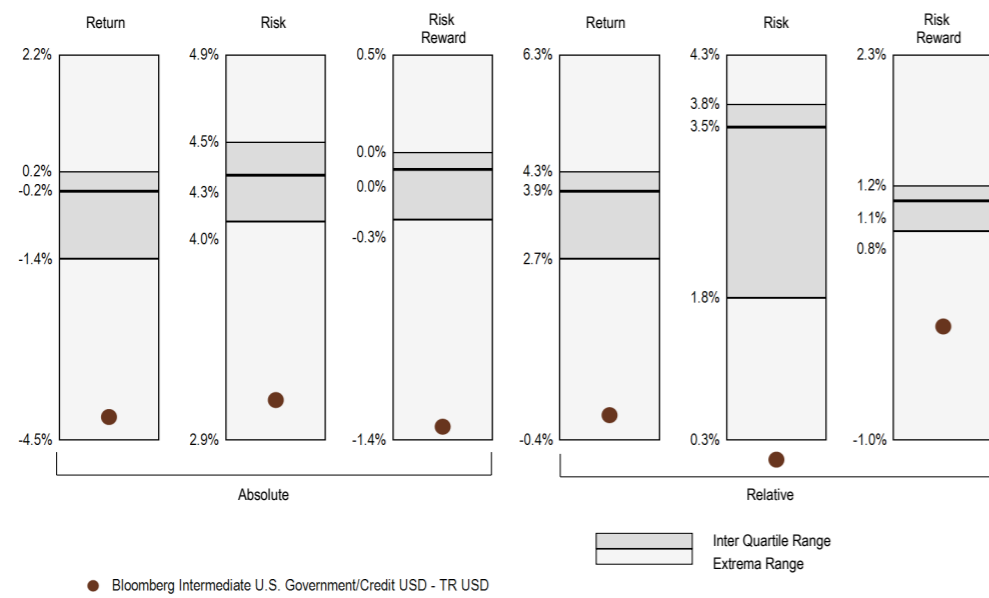 Return
Risk
Risk
Reward
Return
Risk
Risk
Reward
2.2%
0.2%
-0.2%
-1.4%
-4.5%
4.9%
4.5%
4.3%
4.0%
2.9%
0.5%
0.0%
0.0%
-0.3%
-1.4%
6.3%
4.3%
3.9%
2.7%
-0.4%
4.3%
3.8%
3.5%
1.8%
0.3%
2.3%
1.2%
1.1%
0.8%
-1.0%
Absolute
Relative
Inter Quartile Range
Extrema Range
Bloomberg Intermediate U.S. Government/Credit USD - TR USD